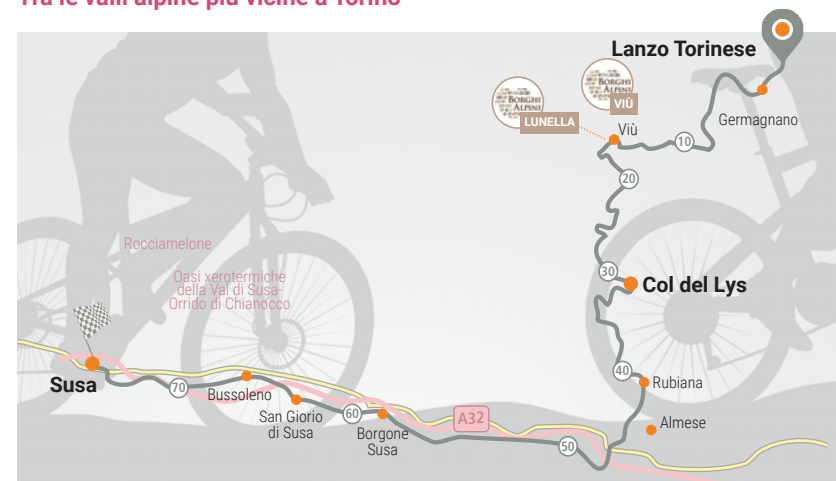 Tra le valli alpine più vicine a Torino
Lanzo Torinese
BORGHI
ALPINI
VIÙ
BORGHI
ALPINI
LUNELLA
Germagnano
Viù
10
20
Rocciamelone
Oasi xerotermiche
della Val di Susa-
Orrido di Chianocco
30
Col del Lys
Susa
70
Bussoleno
40
Rubiana
San Giorio
di Susa
60
Borgone
Susa
A32
Almese
50